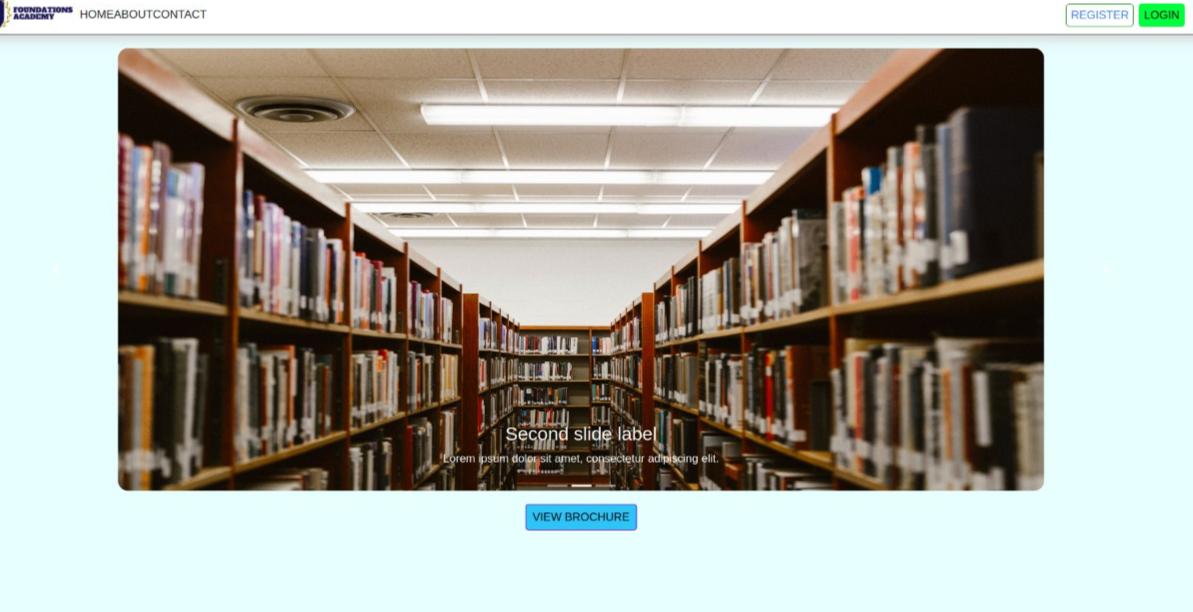 FOUNDATIONS
ACADEMY
HOMEABOUTCONTACT
REGISTER
LOGIN
Second slide label
Lorem ipsum dolor sit amet, consectetur adipiscing elit.
VIEW BROCHURE